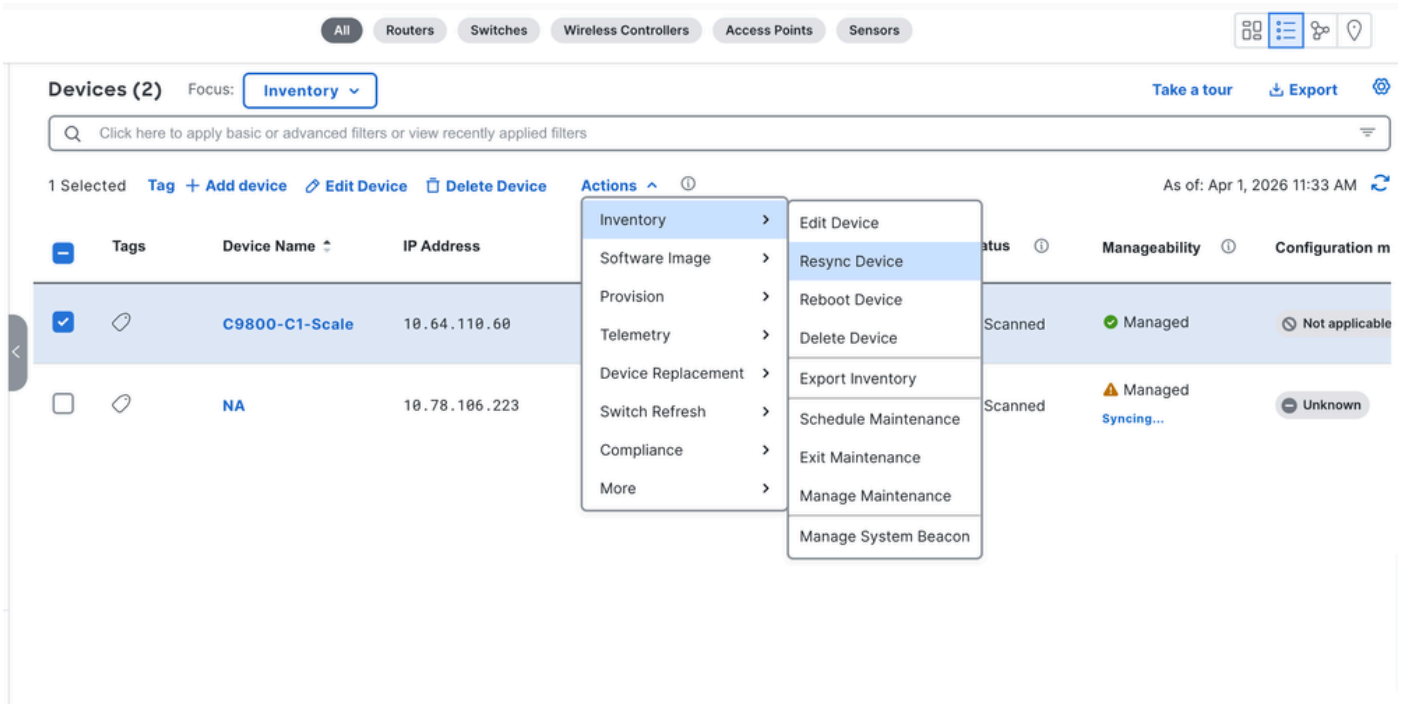 All Routers Switches Wireless Controllers Access Points Sensors
Devices (2) Focus: Inventory Take a tour Export
Click here to apply basic or advanced filters or view recently applied filters
1 Selected Tag + Add device Edit Device Delete Device Actions As of: Apr 1, 2026 11:33 AM
Tags Device Name IP Address atus Manageability Configuration m
C9800-C1-Scale 10.64.110.60 Scanned Managed Not applicable
NA 10.78.106.223 Scanned Managed Unknown
Syncing...
Inventory
Software Image
Provision
Telemetry
Device Replacement
Switch Refresh
Compliance
More
Edit Device
Resync Device
Reboot Device
Delete Device
Export Inventory
Schedule Maintenance
Exit Maintenance
Manage Maintenance
Manage System Beacon